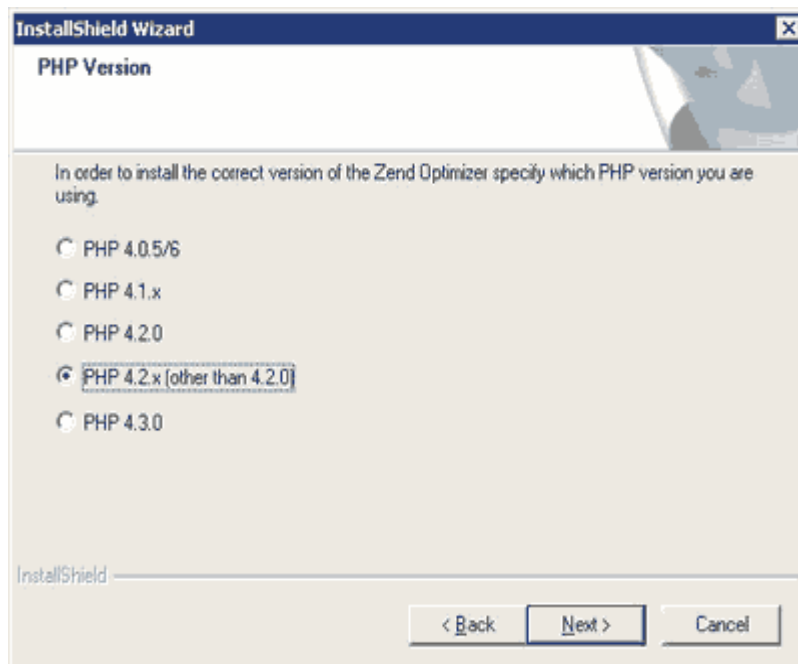 InstallShield Wizard
PHP Version
In order to install the correct version of the Zend Optimizer specify which PHP version you are
using.
PHP 4.0.5/6
PHP 4.1.x
PHP 4.2.0
PHP 4.2.x (other than 4.2.0)
PHP 4.3.0
InstallShield
< Back Next > Cancel